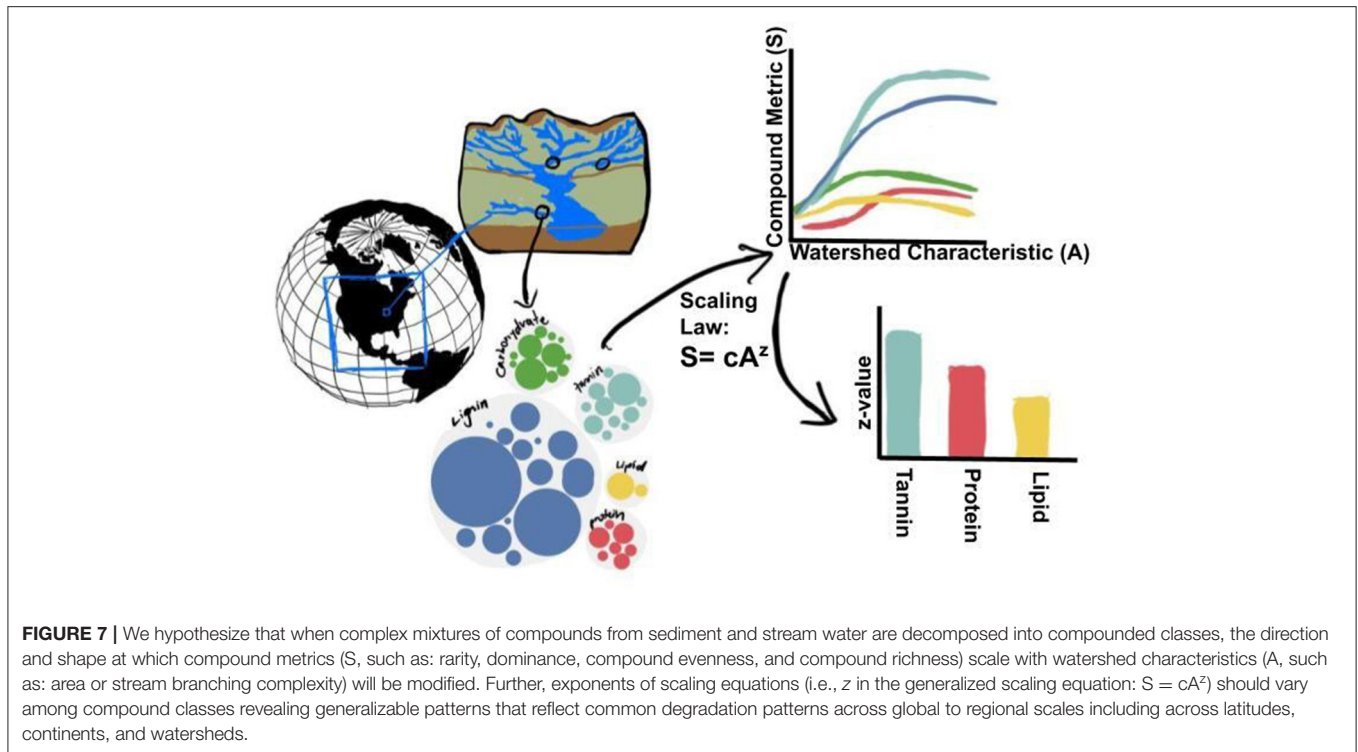 Compound Metric (S)
Watershed Characteristic (A)
Scaling
Law:
S= cA^z
Carbohydrate
tannin
Lignin
Lipid
protein
z-value
Tannin
Protein
Lipid
FIGURE 7 | We hypothesize that when complex mixtures of compounds from sediment and stream water are decomposed into compounded classes, the direction
and shape at which compound metrics (S, such as: rarity, dominance, compound evenness, and compound richness) scale with watershed characteristics (A, such
as: area or stream branching complexity) will be modified. Further, exponents of scaling equations (i.e., z in the generalized scaling equation: S = cA^z) should vary
among compound classes revealing generalizable patterns that reflect common degradation patterns across global to regional scales including across latitudes,
continents, and watersheds.